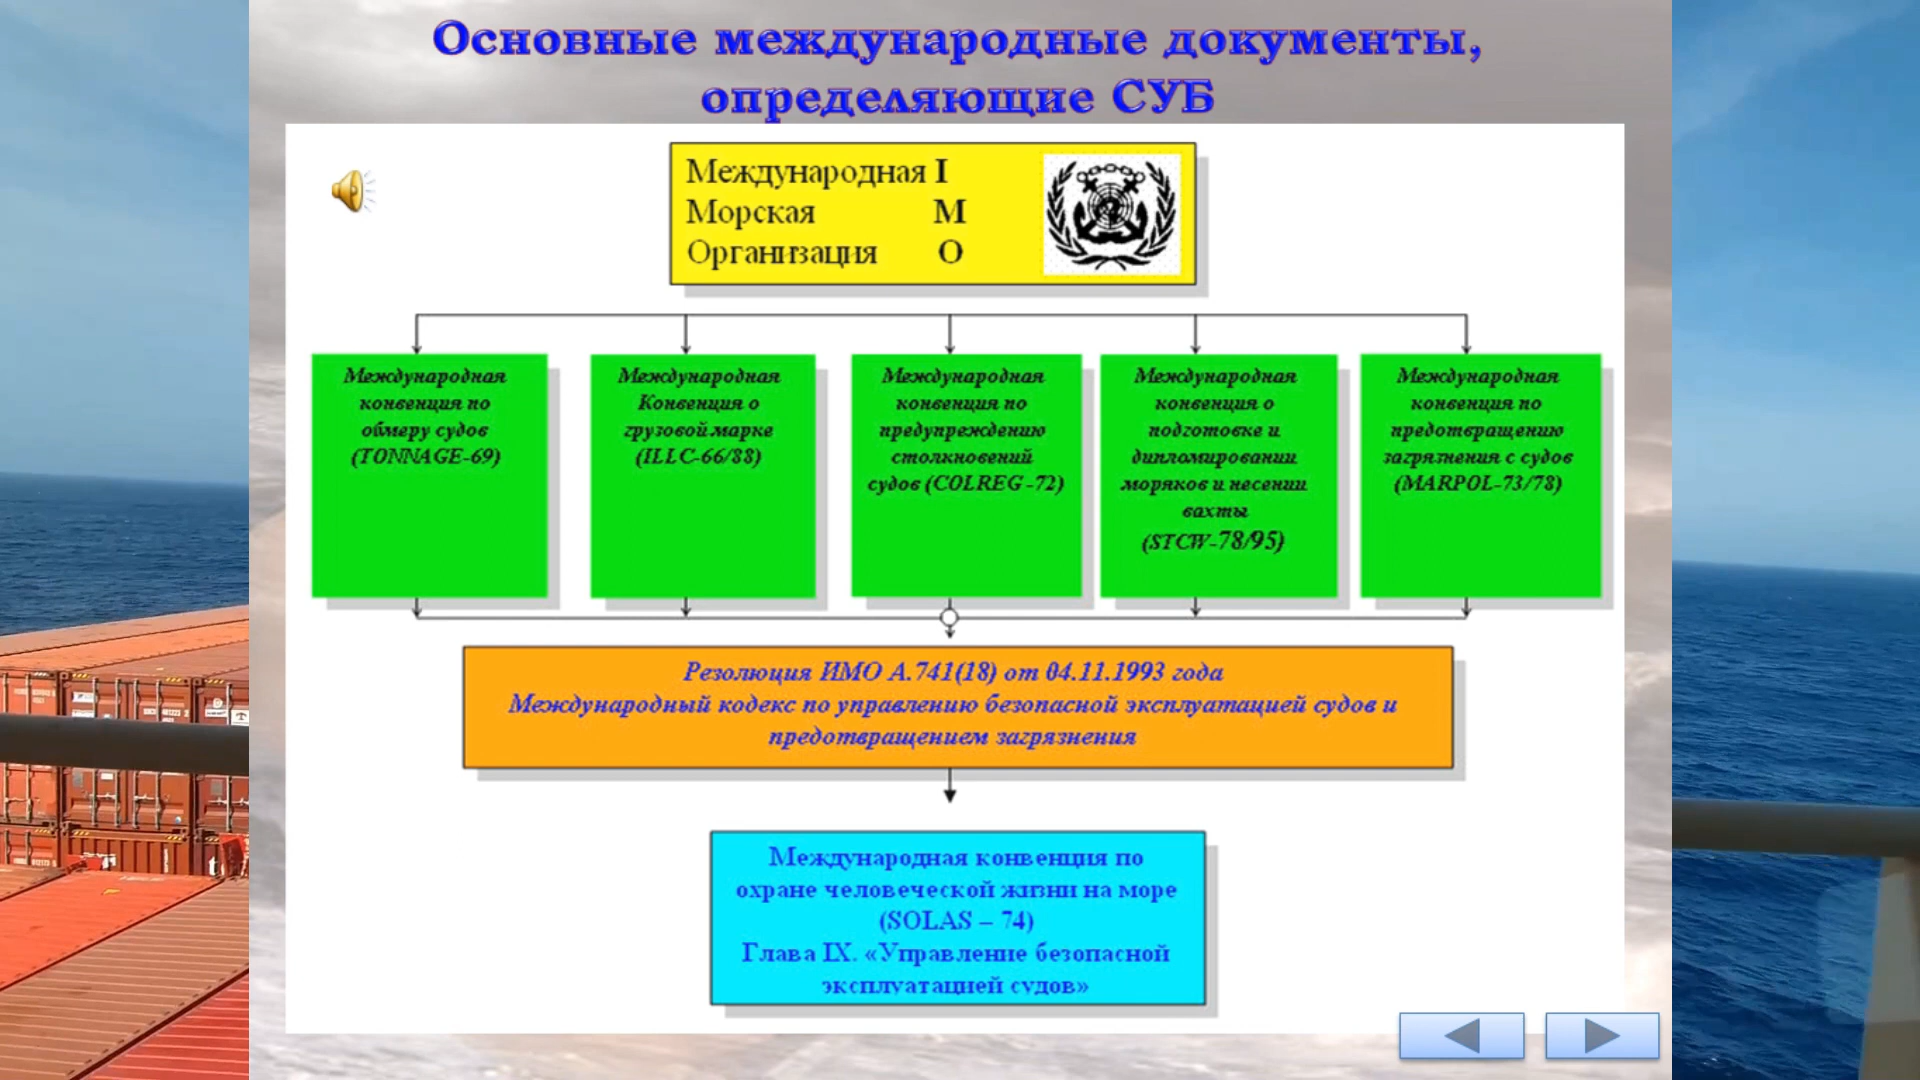 Основные международные документы,
определяющие СУБ
Международная I
Морская M
Организация O
Международная
конвенция по
обмеру судов
(TONNAGE-69)
Международная
Конвенция о
грузовой марке
(ILLC-66/88)
Международная
конвенция по
предупреждению
столкновений
судов (COLREG -72)
Международная
конвенция о
подготовке и
дипломировании
моряков и несении
вахты
(STCW-78/95)
Международная
конвенция по
предотвращению
загрязнения с судов
(MARPOL-73/78)
Резолюция ИМО А.741(18) от 04.11.1993 года
Международный кодекс по управлению безопасной эксплуатацией судов и
предотвращением загрязнения
Международная конвенция по
охране человеческой жизни на море
(SOLAS – 74)
Глава IX. «Управление безопасной
эксплуатацией судов»